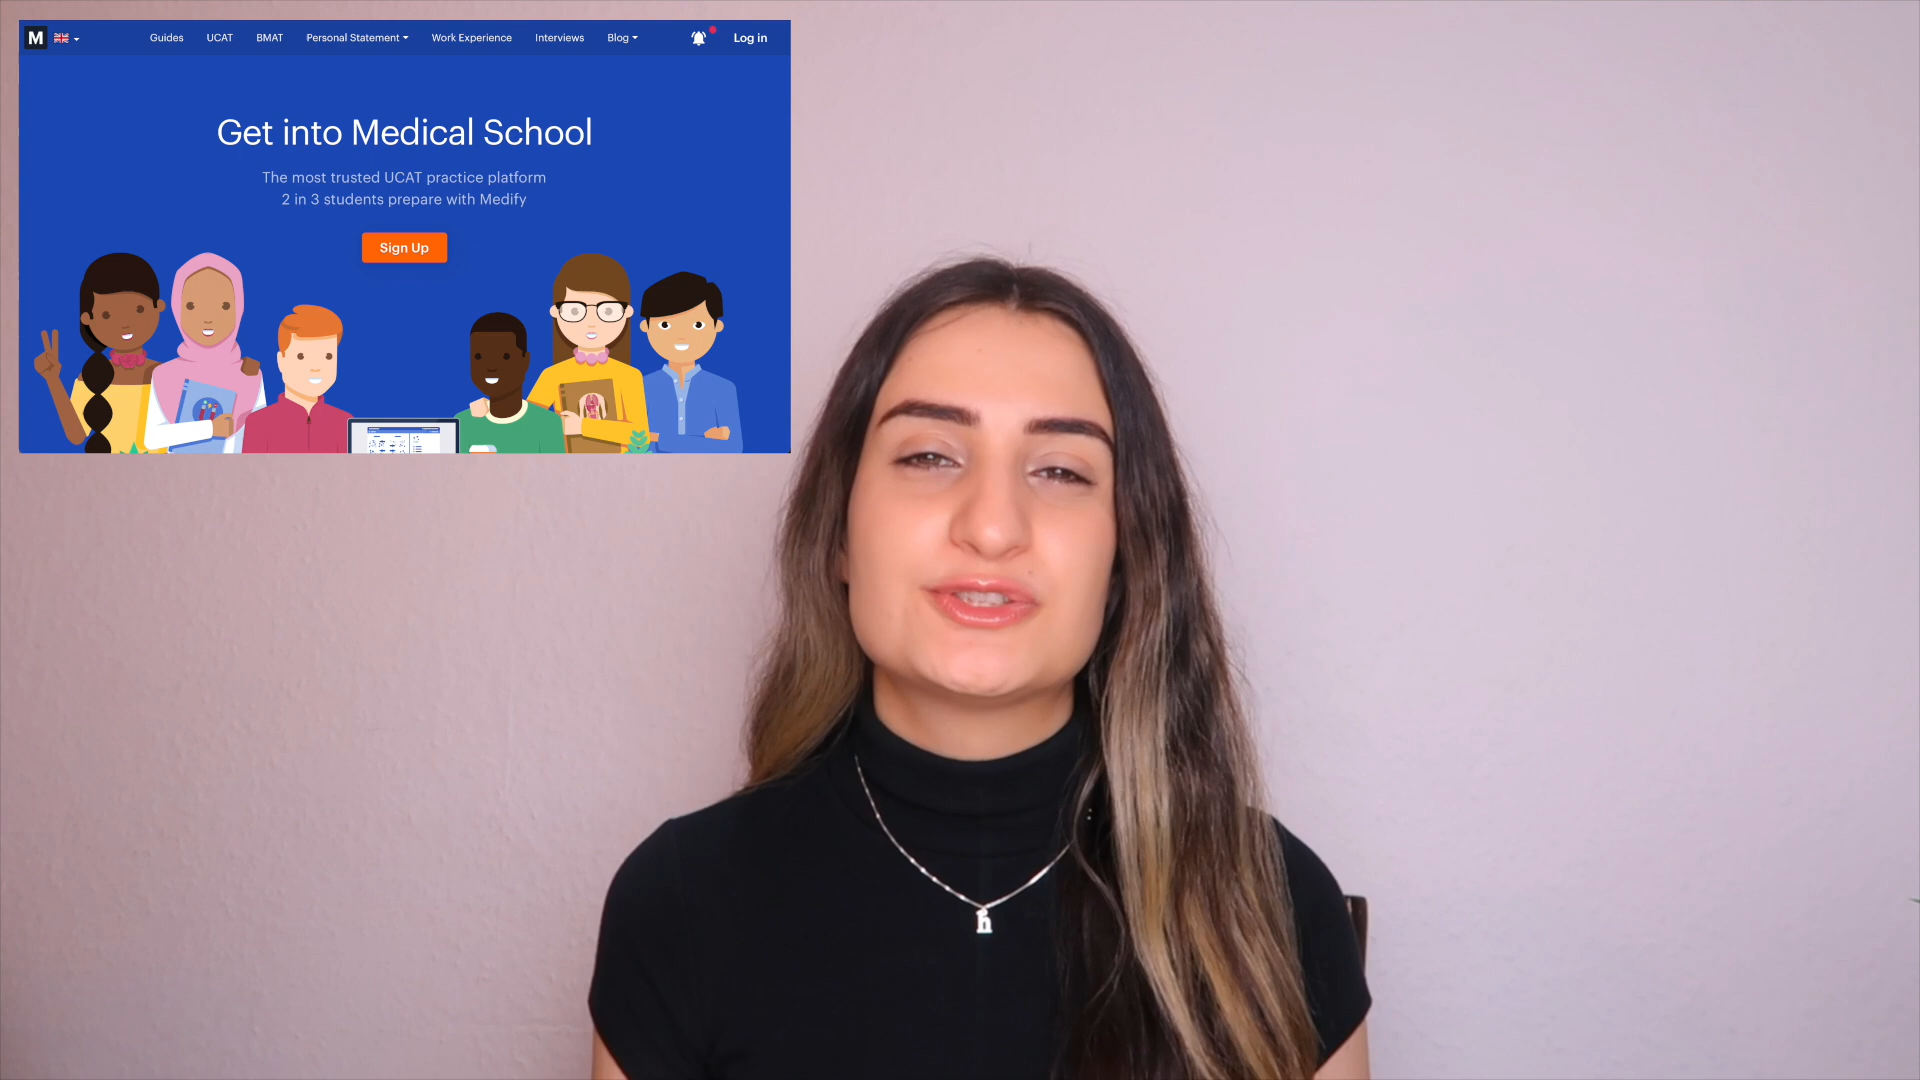 M Guides UCAT BMAT Personal Statement Work Experience Interviews Blog Log in
Get into Medical School
The most trusted UCAT practice platform
2 in 3 students prepare with Medify
Sign Up
h